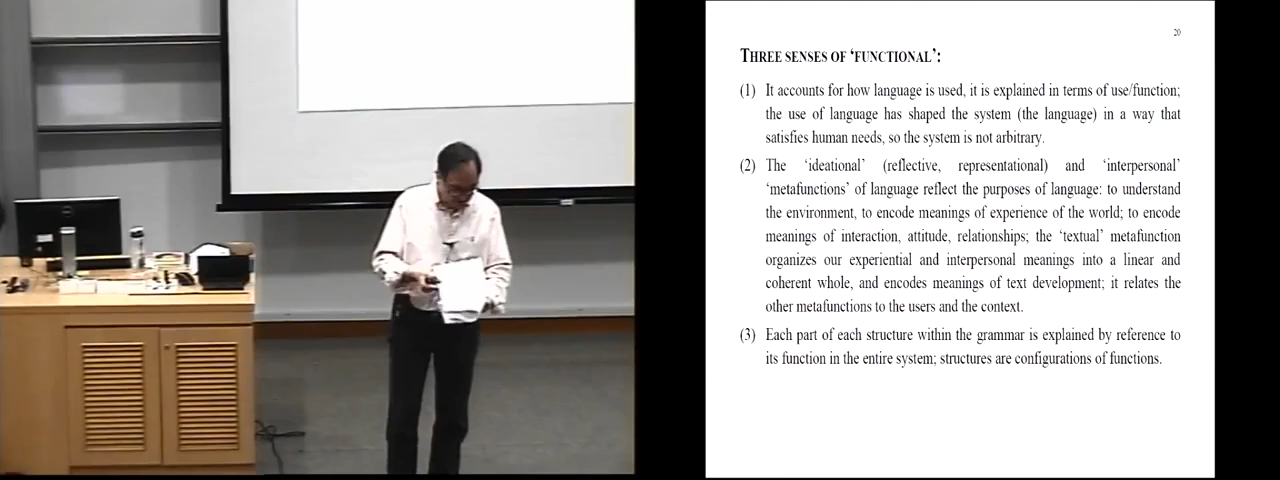 20
THREE SENSES OF ‘FUNCTIONAL’:
(1) It accounts for how language is used, it is explained in terms of use/function;
the use of language has shaped the system (the language) in a way that
satisfies human needs, so the system is not arbitrary.
(2) The ‘ideational’ (reflective, representational) and ‘interpersonal’
‘metafunctions’ of language reflect the purposes of language: to understand
the environment, to encode meanings of experience of the world; to encode
meanings of interaction, attitude, relationships; the ‘textual’ metafunction
organizes our experiential and interpersonal meanings into a linear and
coherent whole, and encodes meanings of text development; it relates the
other metafunctions to the users and the context.
(3) Each part of each structure within the grammar is explained by reference to
its function in the entire system; structures are configurations of functions.